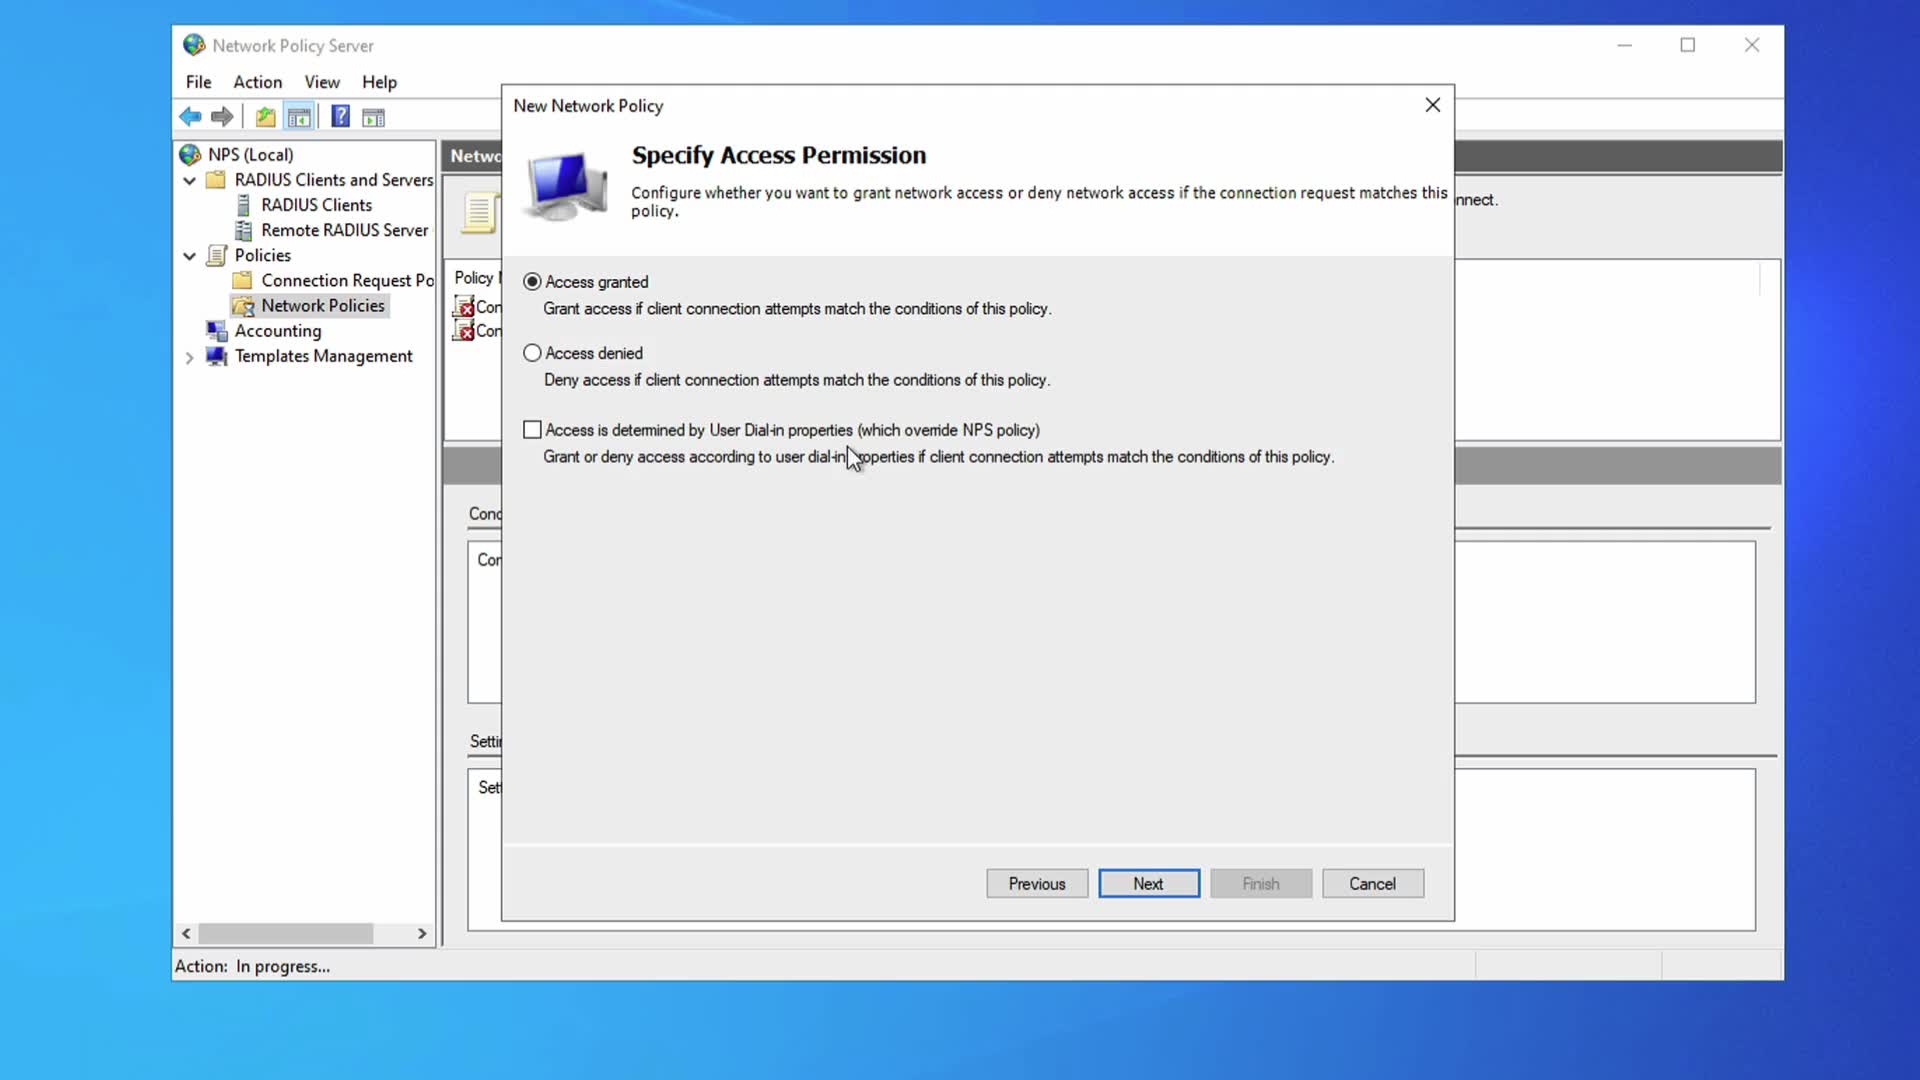 Network Policy Server
File Action View Help
New Network Policy
NPS (Local)
RADIUS Clients and Servers
RADIUS Clients
Remote RADIUS Server
Policies
Connection Request Po
Network Policies
Accounting
Templates Management
Netwo
nnect.
Policy
Con
Con
Cond
Con
Settin
Sett
Specify Access Permission
Configure whether you want to grant network access or deny network access if the connection request matches this
policy.
Access granted
Grant access if client connection attempts match the conditions of this policy.
Access denied
Deny access if client connection attempts match the conditions of this policy.
Access is determined by User Dial-in properties (which override NPS policy)
Grant or deny access according to user dial-in properties if client connection attempts match the conditions of this policy.
Previous Next Finish Cancel
Action: In progress...